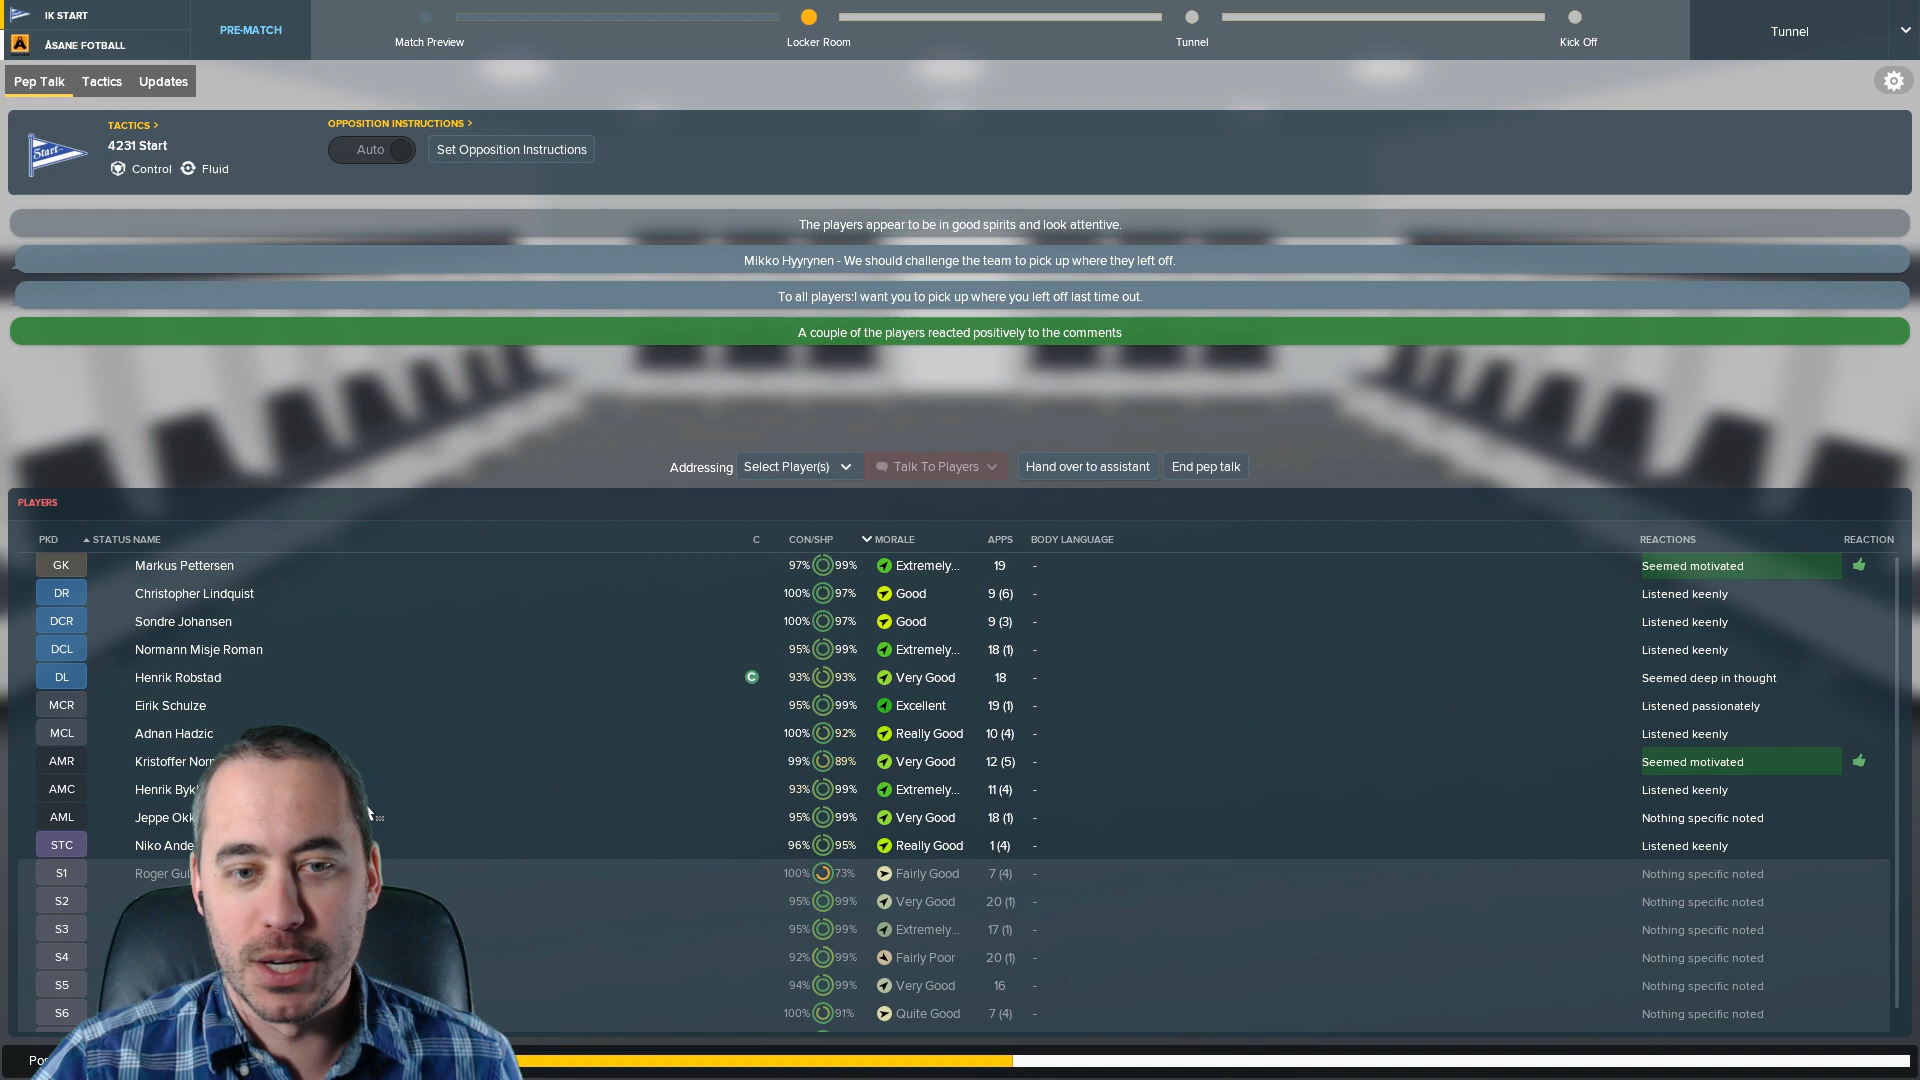 IK START
ÅSANE FOTBALL
PRE-MATCH
Match Preview
Locker Room
Tunnel
Kick Off
Tunnel
Pep Talk
Tactics
Updates
TACTICS >
OPPOSITION INSTRUCTIONS >
Start
4231 Start
Auto
Set Opposition Instructions
Control
Fluid
The players appear to be in good spirits and look attentive.
Mikko Hyyrynen - We should challenge the team to pick up where they left off.
To all players:I want you to pick up where you left off last time out.
A couple of the players reacted positively to the comments
Addressing Select Player(s) Talk To Players Hand over to assistant End pep talk
PLAYERS
PKD STATUS NAME C CON/SHP MORALE APPS BODY LANGUAGE REACTIONS REACTION
GK Markus Pettersen 97% 99% Extremely... 19 - Seemed motivated
DR Christopher Lindquist 100% 97% Good 9 (6) - Listened keenly
DCR Sondre Johansen 100% 97% Good 9 (3) - Listened keenly
DCL Normann Misje Roman 95% 99% Extremely... 18 (1) - Listened keenly
DL Henrik Robstad C 93% 93% Very Good 18 - Seemed deep in thought
MCR Eirik Schulze 95% 99% Excellent 19 (1) - Listened passionately
MCL Adnan Hadzic 100% 92% Really Good 10 (4) - Listened keenly
AMR Kristoffer 99% 89% Very Good 12 (5) - Seemed motivated
AMC Henrik 93% 99% Extremely... 11 (4) - Listened keenly
AML Jeppe 95% 99% Very Good 18 (1) - Nothing specific noted
STC Niko 96% 95% Really Good 1 (4) - Listened keenly
S1 Roger 100% 73% Fairly Good 7 (4) - Nothing specific noted
S2 95% 99% Very Good 20 (1) - Nothing specific noted
S3 95% 99% Extremely... 17 (1) - Nothing specific noted
S4 92% 99% Fairly Poor 20 (1) - Nothing specific noted
S5 94% 99% Very Good 16 - Nothing specific noted
S6 100% 91% Quite Good 7 (4) - Nothing specific noted